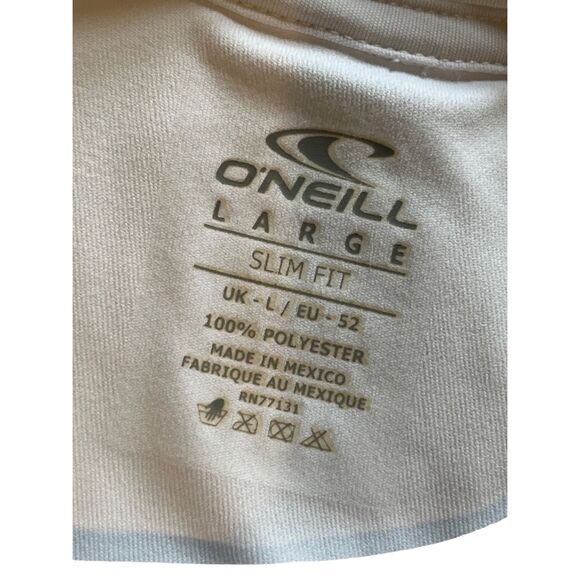 O'NEILL
LARGE
SLIM FIT
UK - L / EU - 52
100% POLYESTER
MADE IN MEXICO
FABRIQUE AU MEXIQUE
RN77131